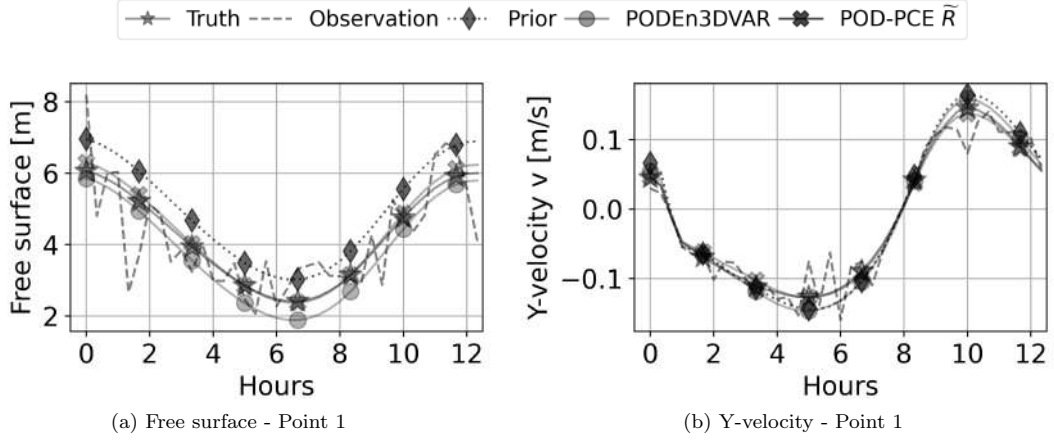 Truth Observation Prior PODEn3DVAR POD-PCE R̃
Free surface [m]
8
6
4
2
0 2 4 6 8 10 12
Hours
(a) Free surface - Point 1
Y-velocity v [m/s]
0.1
0.0
−0.1
0 2 4 6 8 10 12
Hours
(b) Y-velocity - Point 1